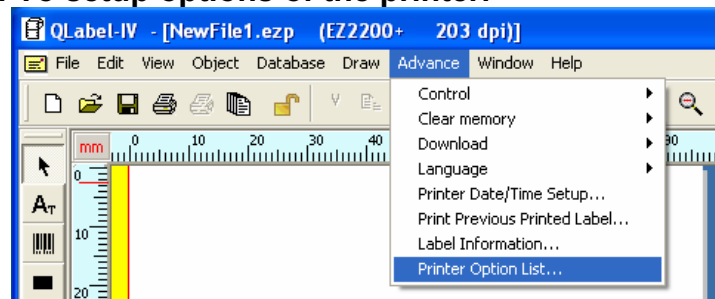 To setup options of the printer.
QLabel-IV - [NewFile1.ezp (EZ2200+ 203 dpi)]
File Edit View Object Database Draw Advance Window Help
Control
Clear memory
Download
Language
Printer Date/Time Setup...
Print Previous Printed Label...
Label Information...
Printer Option List...
mm 0 10 20 30 40 90
0
AT
10
20